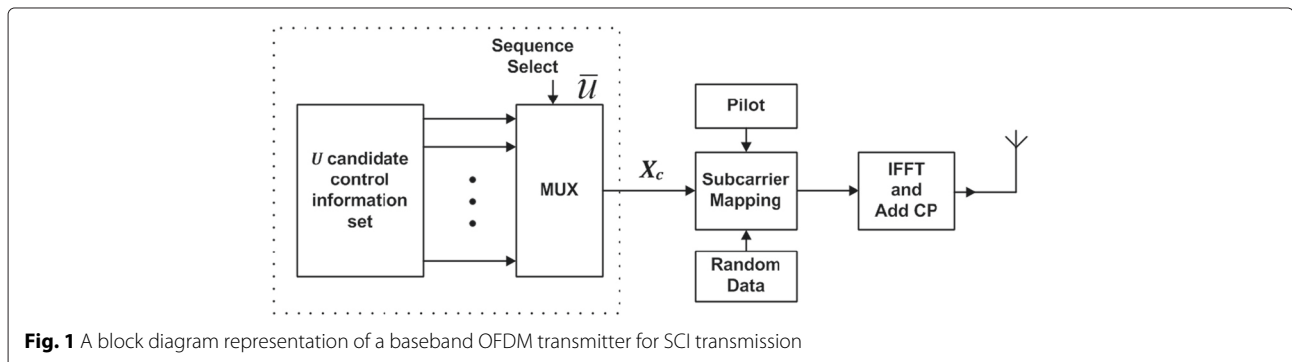 Sequence
Select
ū
U candidate
control
information
set
MUX
Xc
Pilot
Subcarrier
Mapping
Random
Data
IFFT
and
Add CP
Fig. 1 A block diagram representation of a baseband OFDM transmitter for SCI transmission